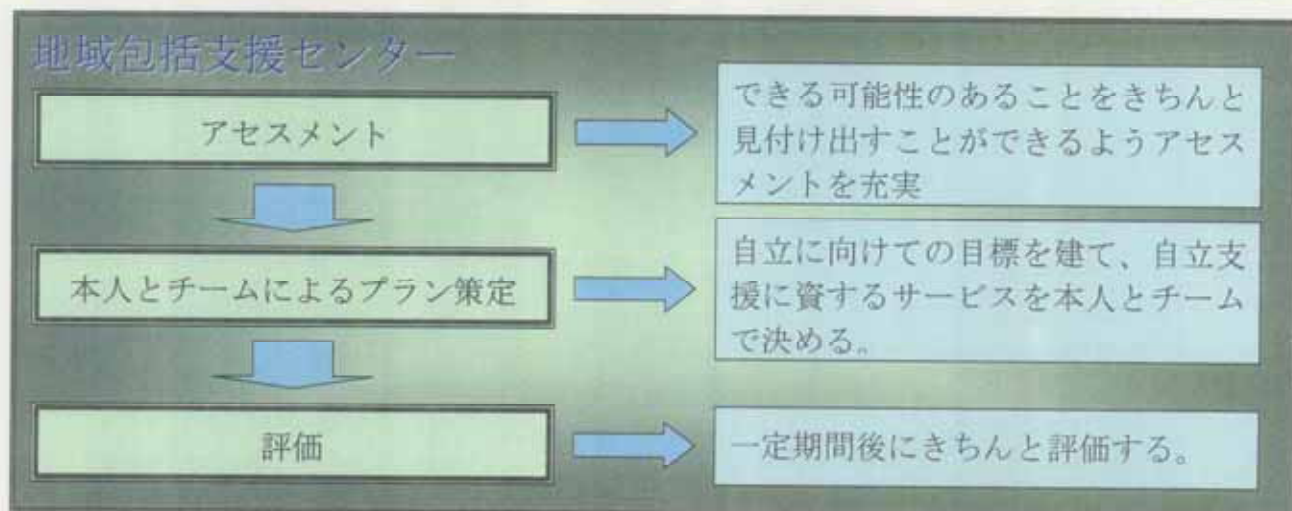 地域包括支援センター
アセスメント
できる可能性のあることをきちんと
見付け出すことができるようアセス
メントを充実
本人とチームによるプラン策定
自立に向けての目標を建て、自立支
援に資するサービスを本人とチーム
で決める。
評価
一定期間後にきちんと評価する。